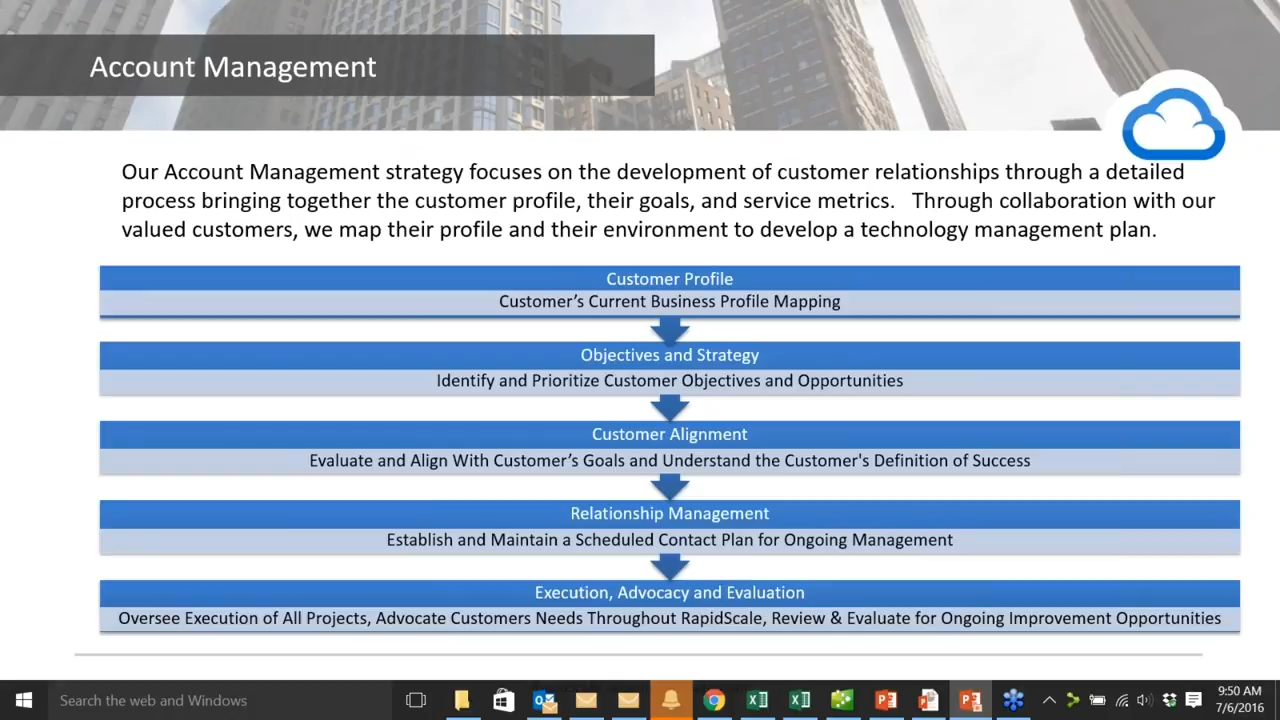 Account Management
Our Account Management strategy focuses on the development of customer relationships through a detailed
process bringing together the customer profile, their goals, and service metrics.   Through collaboration with our
valued customers, we map their profile and their environment to develop a technology management plan.
Customer Profile
Customer’s Current Business Profile Mapping
Objectives and Strategy
Identify and Prioritize Customer Objectives and Opportunities
Customer Alignment
Evaluate and Align With Customer’s Goals and Understand the Customer's Definition of Success
Relationship Management
Establish and Maintain a Scheduled Contact Plan for Ongoing Management
Execution, Advocacy and Evaluation
Oversee Execution of All Projects, Advocate Customers Needs Throughout RapidScale, Review & Evaluate for Ongoing Improvement Opportunities
Search the web and Windows
9:50 AM
7/6/2016